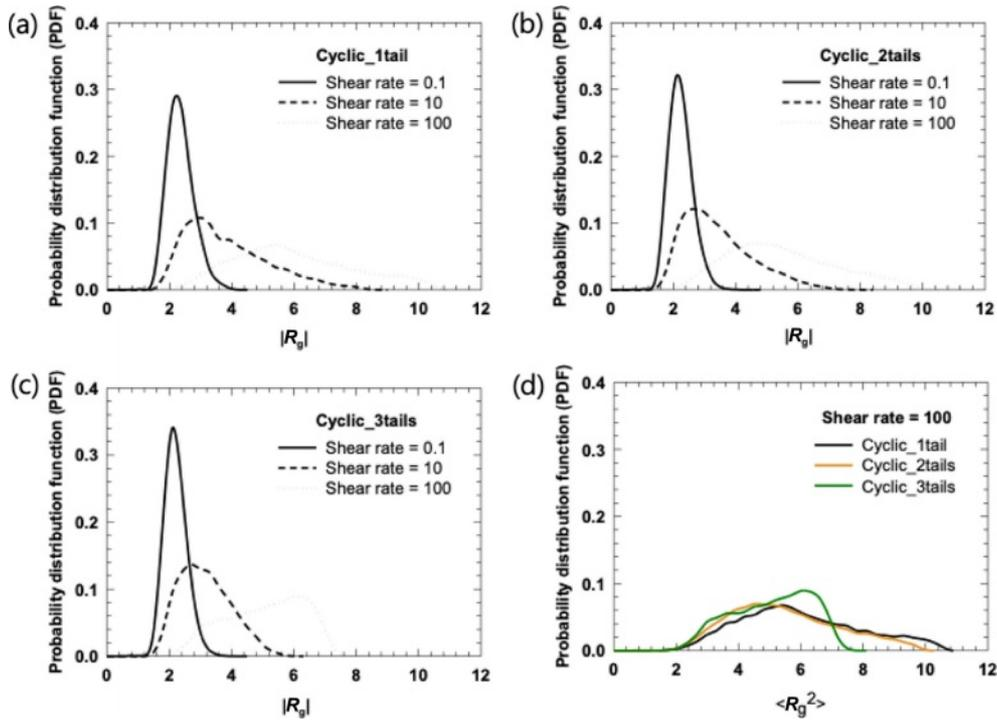 (a)
Probability distribution function (PDF)
0.4
0.3
0.2
0.1
0.0
Cyclic_1tail
Shear rate = 0.1
Shear rate = 10
Shear rate = 100
0 2 4 6 8 10 12
|Rg|
(b)
Probability distribution function (PDF)
0.4
0.3
0.2
0.1
0.0
Cyclic_2tails
Shear rate = 0.1
Shear rate = 10
Shear rate = 100
0 2 4 6 8 10 12
|Rg|
(c)
Probability distribution function (PDF)
0.4
0.3
0.2
0.1
0.0
Cyclic_3tails
Shear rate = 0.1
Shear rate = 10
Shear rate = 100
0 2 4 6 8 10 12
|Rg|
(d)
Probability distribution function (PDF)
0.4
0.3
0.2
0.1
0.0
Shear rate = 100
Cyclic_1tail
Cyclic_2tails
Cyclic_3tails
0 2 4 6 8 10 12
<Rg²>